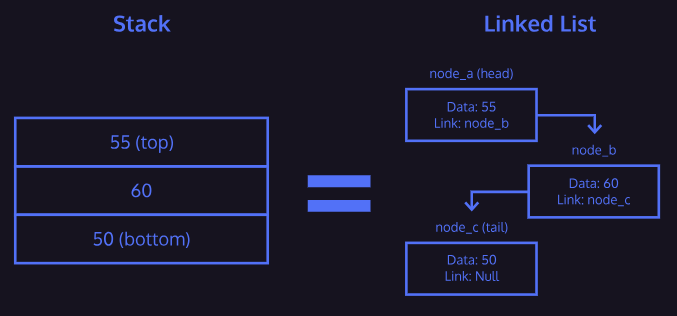 Stack
55 (top)
60
50 (bottom)
Linked List
node_a (head)
Data: 55
Link: node_b
node_b
Data: 60
Link: node_c
node_c (tail)
Data: 50
Link: Null